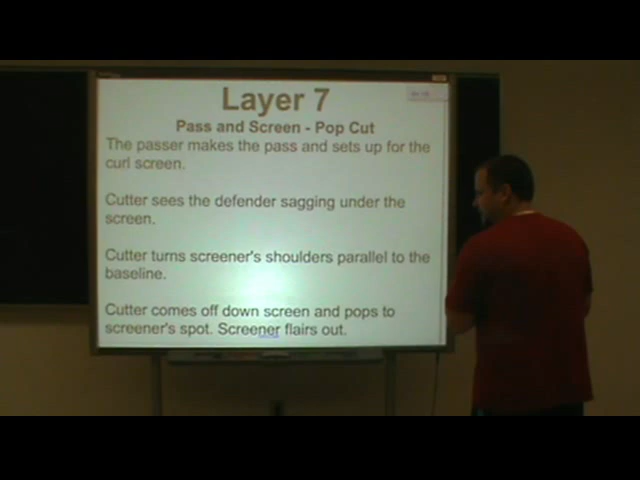 Layer 7
Pass and Screen - Pop Cut
The passer makes the pass and sets up for the
curl screen.
Cutter sees the defender sagging under the
screen.
Cutter turns screener's shoulders parallel to the
baseline.
Cutter comes off down screen and pops to
screener's spot. Screener flairs out.